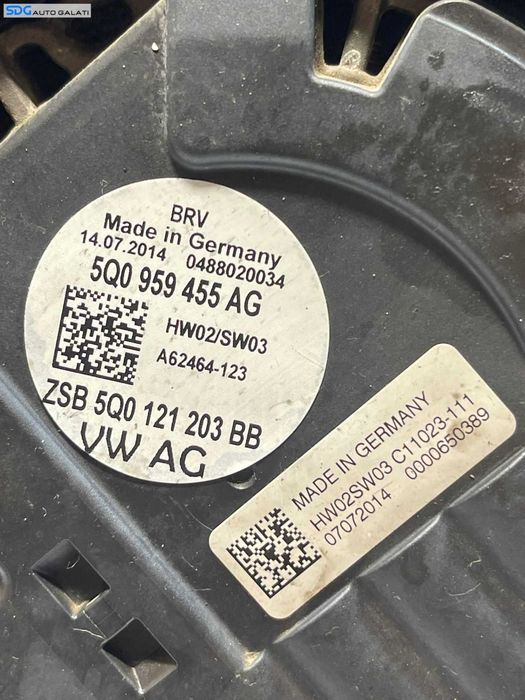 SDG AUTO GALATI
BRV
Made in Germany
14.07.2014 0488020034
5Q0 959 455 AG
HW02/SW03
A62464-123
ZSB 5Q0 121 203 BB
VW AG
MADE IN GERMANY
HW02SW03 C11023-111
07072014 0000650389